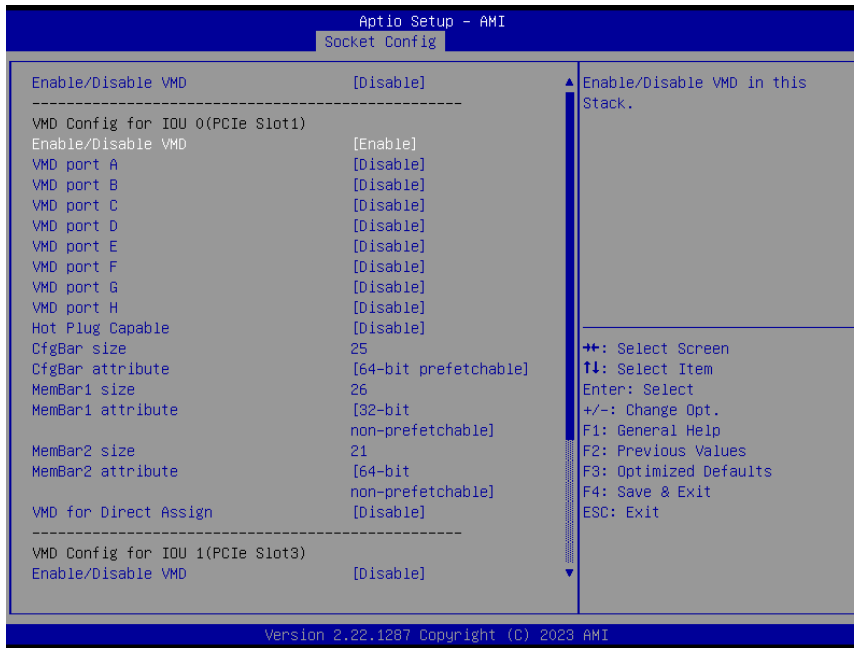 Aptio Setup – AMI
Socket Config
Enable/Disable VMD [Disable]
------------------------------------------------
VMD Config for IOU 0(PCIe Slot1)
Enable/Disable VMD [Enable]
VMD port A [Disable]
VMD port B [Disable]
VMD port C [Disable]
VMD port D [Disable]
VMD port E [Disable]
VMD port F [Disable]
VMD port G [Disable]
VMD port H [Disable]
Hot Plug Capable [Disable]
CfgBar size 25
CfgBar attribute [64-bit prefetchable]
MemBar1 size 26
MemBar1 attribute [32-bit
non-prefetchable]
MemBar2 size 21
MemBar2 attribute [64-bit
non-prefetchable]
VMD for Direct Assign [Disable]
------------------------------------------------
VMD Config for IOU 1(PCIe Slot3)
Enable/Disable VMD [Disable]
Enable/Disable VMD in this
Stack.
→←: Select Screen
↑↓: Select Item
Enter: Select
+/-: Change Opt.
F1: General Help
F2: Previous Values
F3: Optimized Defaults
F4: Save & Exit
ESC: Exit
Version 2.22.1287 Copyright (C) 2023 AMI